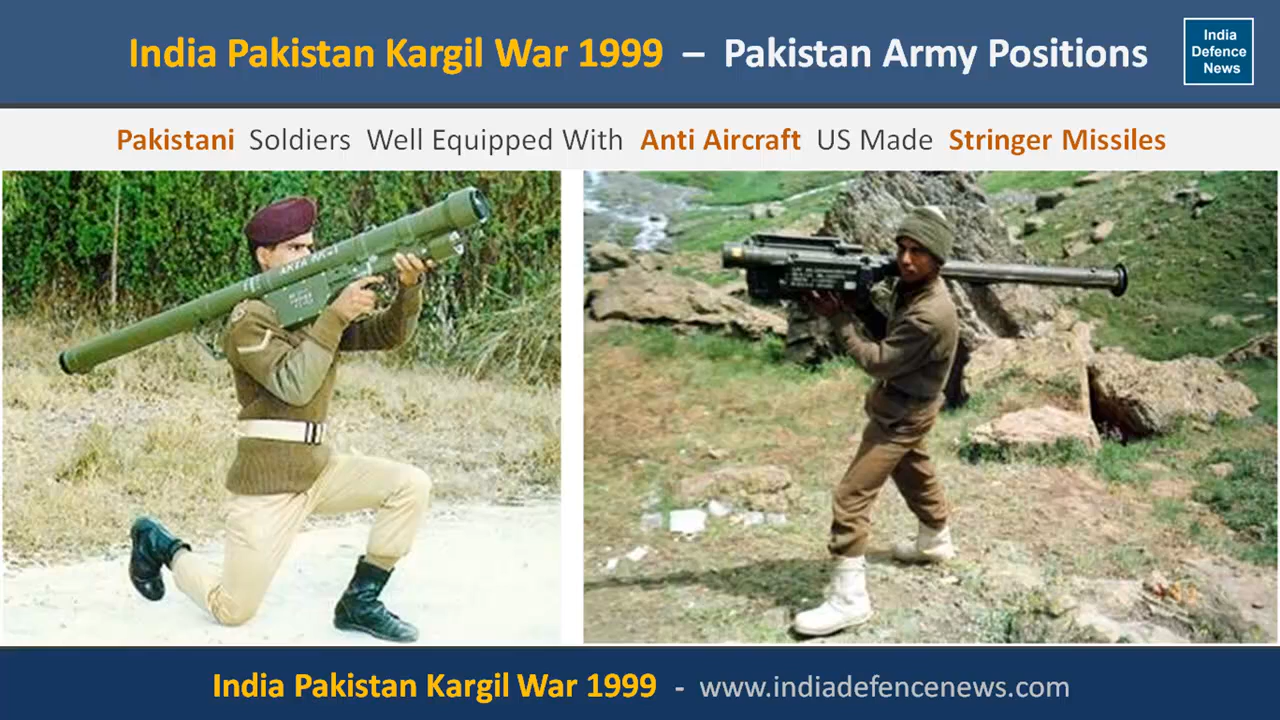 India Pakistan Kargil War 1999 – Pakistan Army Positions
India
Defence
News
Pakistani Soldiers Well Equipped With Anti Aircraft US Made Stringer Missiles
India Pakistan Kargil War 1999 - www.indiadefencenews.com